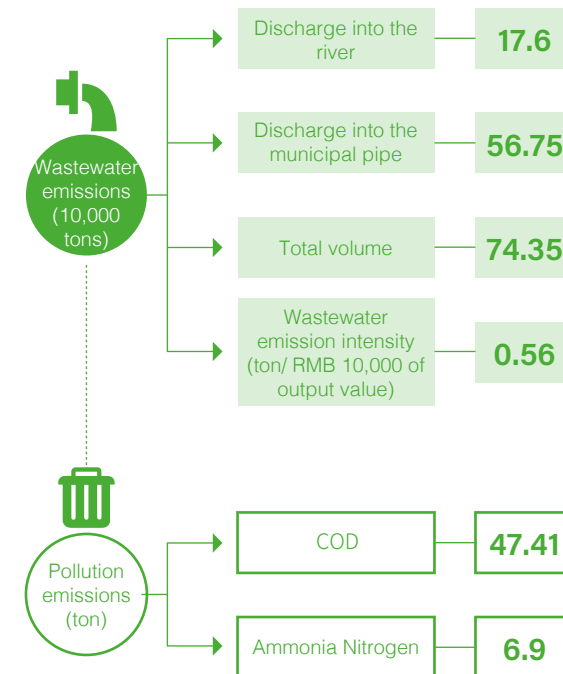 Wastewater
emissions
(10,000
tons)
Discharge into the
river
17.6
Discharge into the
municipal pipe
56.75
Total volume
74.35
Wastewater
emission intensity
(ton/ RMB 10,000 of
output value)
0.56
Pollution
emissions
(ton)
COD
47.41
Ammonia Nitrogen
6.9